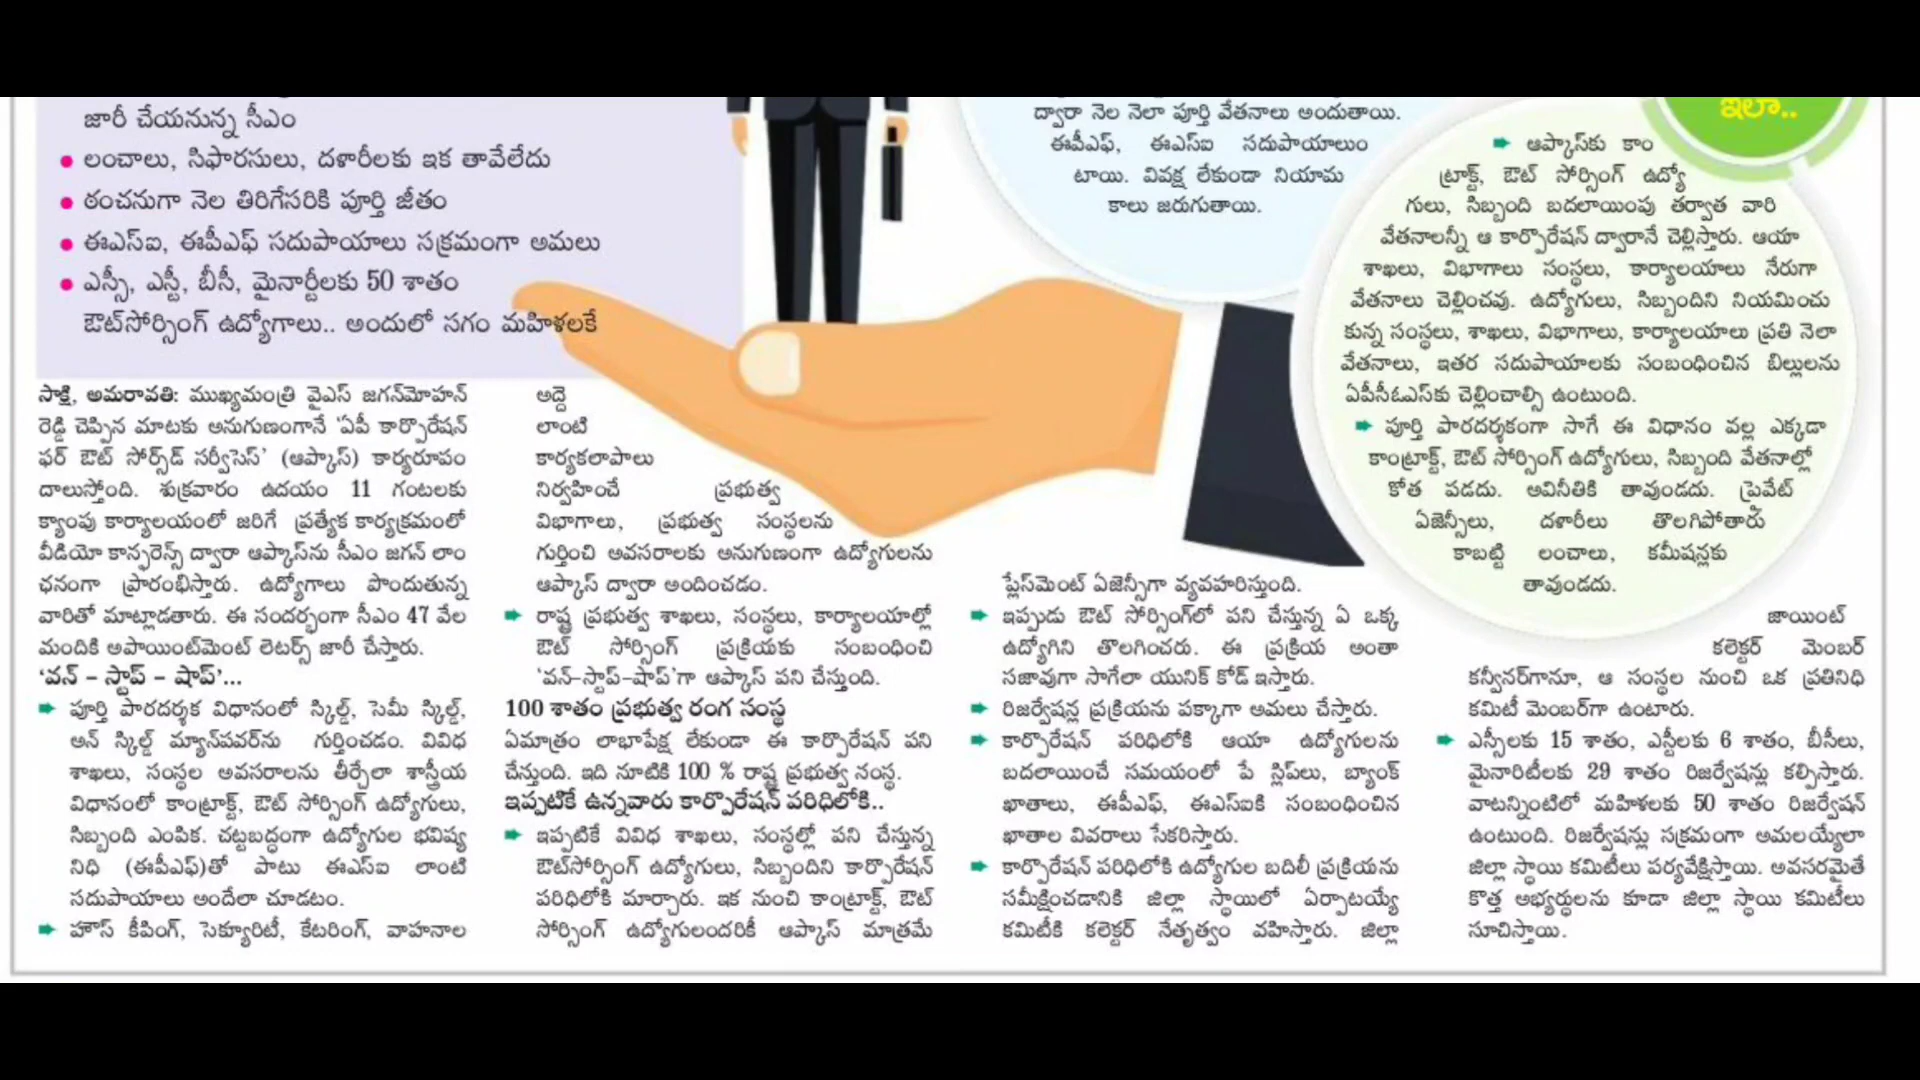 జారీ చేయనున్న సీఎం
● లంచాలు, సిఫారసులు, దళారీలకు ఇక తావేలేదు
● ఠంచనుగా నెల తిరిగేసరికి పూర్తి జీతం
● ఈఎస్ఐ, ఈపీఎఫ్ సదుపాయాలు సక్రమంగా అమలు
● ఎస్సీ, ఎస్టీ, బీసీ, మైనార్టీలకు 50 శాతం
ఔట్‌సోర్సింగ్ ఉద్యోగాలు.. అందులో సగం మహిళలకే
సాక్షి, అమరావతి: ముఖ్యమంత్రి వైఎస్ జగన్‌మోహన్
రెడ్డి చెప్పిన మాటకు అనుగుణంగానే ‘ఏపీ కార్పొరేషన్
ఫర్ ఔట్ సోర్స్‌డ్ సర్వీసెస్’ (ఆప్కాస్) కార్యరూపం
దాలుస్తోంది. శుక్రవారం ఉదయం 11 గంటలకు
క్యాంపు కార్యాలయంలో జరిగే ప్రత్యేక కార్యక్రమంలో
వీడియో కాన్ఫరెన్స్ ద్వారా ఆప్కాస్‌ను సీఎం జగన్ లాం
ఛనంగా ప్రారంభిస్తారు. ఉద్యోగాలు పొందుతున్న
వారితో మాట్లాడతారు. ఈ సందర్భంగా సీఎం 47 వేల
మందికి అపాయింట్‌మెంట్ లెటర్స్ జారీ చేస్తారు.
‘వన్ – స్టాప్ – షాప్’...
➡ పూర్తి పారదర్శక విధానంలో స్కిల్డ్, సెమీ స్కిల్డ్,
అన్ స్కిల్డ్ మ్యాన్‌పవర్‌ను గుర్తించడం. వివిధ
శాఖలు, సంస్థల అవసరాలను తీర్చేలా శాస్త్రీయ
విధానంలో కాంట్రాక్ట్, ఔట్ సోర్సింగ్ ఉద్యోగులు,
సిబ్బంది ఎంపిక. చట్టబద్ధంగా ఉద్యోగుల భవిష్య
నిధి (ఈపీఎఫ్)తో పాటు ఈఎస్ఐ లాంటి
సదుపాయాలు అందేలా చూడటం.
➡ హౌస్ కీపింగ్, సెక్యూరిటీ, కేటరింగ్, వాహనాల
అద్దె
లాంటి
కార్యకలాపాలు
నిర్వహించే ప్రభుత్వ
విభాగాలు, ప్రభుత్వ సంస్థలను
గుర్తించి అవసరాలకు అనుగుణంగా ఉద్యోగులను
ఆప్కాస్ ద్వారా అందించడం.
➡ రాష్ట్ర ప్రభుత్వ శాఖలు, సంస్థలు, కార్యాలయాల్లో
ఔట్ సోర్సింగ్ ప్రక్రియకు సంబంధించి
‘వన్–స్టాప్–షాప్’గా ఆప్కాస్ పని చేస్తుంది.
100 శాతం ప్రభుత్వ రంగ సంస్థ
ఏమాత్రం లాభాపేక్ష లేకుండా ఈ కార్పొరేషన్ పని
చేస్తుంది. ఇది నూటికి 100 % రాష్ట్ర ప్రభుత్వ సంస్థ.
ఇప్పటికే ఉన్నవారు కార్పొరేషన్ పరిధిలోకి..
➡ ఇప్పటికే వివిధ శాఖలు, సంస్థల్లో పని చేస్తున్న
ఔట్‌సోర్సింగ్ ఉద్యోగులు, సిబ్బందిని కార్పొరేషన్
పరిధిలోకి మార్చారు. ఇక నుంచి కాంట్రాక్ట్, ఔట్
సోర్సింగ్ ఉద్యోగులందరికీ ఆప్కాస్ మాత్రమే
ప్లేస్‌మెంట్ ఏజెన్సీగా వ్యవహరిస్తుంది.
➡ ఇప్పుడు ఔట్ సోర్సింగ్‌లో పని చేస్తున్న ఏ ఒక్క
ఉద్యోగిని తొలగించరు. ఈ ప్రక్రియ అంతా
సజావుగా సాగేలా యునిక్ కోడ్ ఇస్తారు.
➡ రిజర్వేషన్ల ప్రక్రియను పక్కాగా అమలు చేస్తారు.
➡ కార్పొరేషన్ పరిధిలోకి ఆయా ఉద్యోగులను
బదలాయించే సమయంలో పే స్లిప్‌లు, బ్యాంక్
ఖాతాలు, ఈపీఎఫ్, ఈఎస్ఐకి సంబంధించిన
ఖాతాల వివరాలు సేకరిస్తారు.
➡ కార్పొరేషన్ పరిధిలోకి ఉద్యోగుల బదిలీ ప్రక్రియను
సమీక్షించడానికి జిల్లా స్థాయిలో ఏర్పాటయ్యే
కమిటీకి కలెక్టర్ నేతృత్వం వహిస్తారు. జిల్లా
జాయింట్
కలెక్టర్ మెంబర్
కన్వీనర్‌గానూ, ఆ సంస్థల నుంచి ఒక ప్రతినిధి
కమిటీ మెంబర్‌గా ఉంటారు.
➡ ఎస్సీలకు 15 శాతం, ఎస్టీలకు 6 శాతం, బీసీలు,
మైనారిటీలకు 29 శాతం రిజర్వేషన్లు కల్పిస్తారు.
వాటన్నింటిలో మహిళలకు 50 శాతం రిజర్వేషన్
ఉంటుంది. రిజర్వేషన్లు సక్రమంగా అమలయ్యేలా
జిల్లా స్థాయి కమిటీలు పర్యవేక్షిస్తాయి. అవసరమైతే
కొత్త అభ్యర్థులను కూడా జిల్లా స్థాయి కమిటీలు
సూచిస్తాయి.
ద్వారా నెల నెలా పూర్తి వేతనాలు అందుతాయి.
ఈపీఎఫ్, ఈఎస్ఐ సదుపాయాలుం
టాయి. వివక్ష లేకుండా నియామ
కాలు జరుగుతాయి.
ఇలా..
➡ ఆప్కాస్‌కు కాం
ట్రాక్ట్, ఔట్ సోర్సింగ్ ఉద్యో
గులు, సిబ్బంది బదలాయింపు తర్వాత వారి
వేతనాలన్నీ ఆ కార్పొరేషన్ ద్వారానే చెల్లిస్తారు. ఆయా
శాఖలు, విభాగాలు సంస్థలు, కార్యాలయాలు నేరుగా
వేతనాలు చెల్లించవు. ఉద్యోగులు, సిబ్బందిని నియమించు
కున్న సంస్థలు, శాఖలు, విభాగాలు, కార్యాలయాలు ప్రతి నెలా
వేతనాలు, ఇతర సదుపాయాలకు సంబంధించిన బిల్లులను
ఏపీసీఓఎస్‌కు చెల్లించాల్సి ఉంటుంది.
➡ పూర్తి పారదర్శకంగా సాగే ఈ విధానం వల్ల ఎక్కడా
కాంట్రాక్ట్, ఔట్ సోర్సింగ్ ఉద్యోగులు, సిబ్బంది వేతనాల్లో
కోత పడదు. అవినీతికి తావుండదు. ప్రైవేట్
ఏజెన్సీలు, దళారీలు తొలగిపోతారు
కాబట్టి లంచాలు, కమీషన్లకు
తావుండదు.